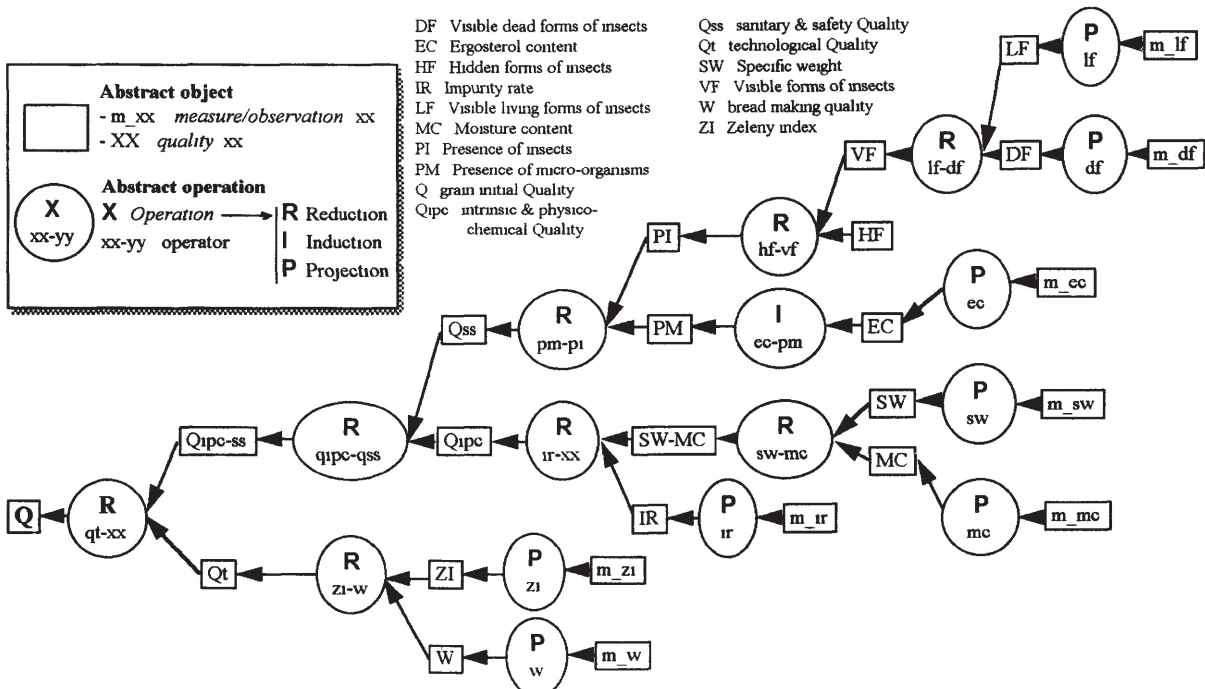 Abstract object
- m_xx measure/observation xx
- XX quality xx
Abstract operation
X
xx-yy
X Operation
xx-yy operator
R Reduction
I Induction
P Projection
DF Visible dead forms of insects
EC Ergosterol content
HF Hidden forms of insects
IR Impurity rate
LF Visible living forms of insects
MC Moisture content
PI Presence of insects
PM Presence of micro-organisms
Q grain initial Quality
Qipc intrinsic & physico-
chemical Quality
Qss sanitary & safety Quality
Qt technological Quality
SW Specific weight
VF Visible forms of insects
W bread making quality
ZI Zeleny index
LF
P
lf
m_lf
VF
R
lf-df
DF
P
df
m_df
PI
R
hf-vf
HF
Qss
R
pm-pi
PM
I
ec-pm
EC
P
ec
m_ec
Qipc-ss
R
qipc-qss
Qipc
R
ir-xx
SW-MC
R
sw-mc
SW
P
sw
m_sw
MC
P
mc
m_mc
IR
P
ir
m_ir
Q
R
qt-xx
Qt
R
zi-w
ZI
P
zi
m_zi
W
P
w
m_w